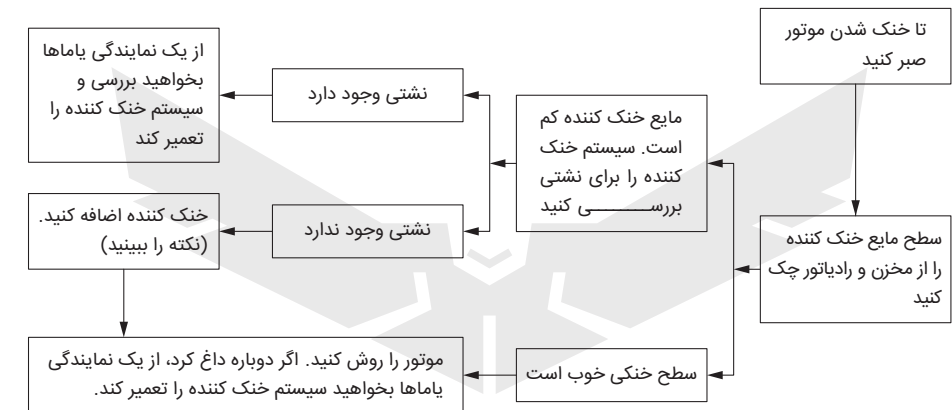 تا خنک شدن موتور
صبر کنید
سطح مایع خنک کننده
را از مخزن و رادیاتور چک
کنید
مایع خنک کننده کم
است. سیستم خنک
کننده را برای نشتی
بررســــــــــی کنید
نشتی وجود دارد
از یک نمایندگی یاماها
بخواهید بررسی و
سیستم خنک کننده را
تعمیر کند
نشتی وجود ندارد
خنک کننده اضافه کنید.
(نکته را ببینید)
سطح خنکی خوب است
موتور را روش کنید. اگر دوباره داغ کرد، از یک نمایندگی
یاماها بخواهید سیستم خنک کننده را تعمیر کند.